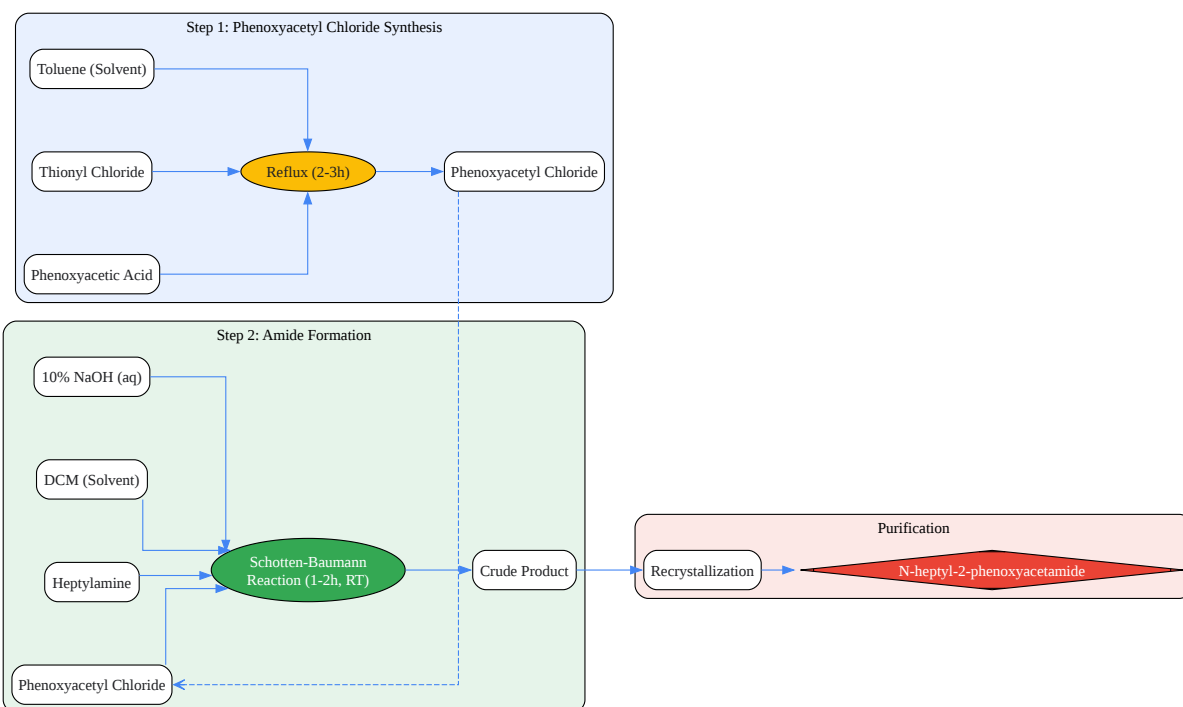 Step 1: Phenoxyacetyl Chloride Synthesis
Toluene (Solvent)
Thionyl Chloride
Reflux (2-3h)
Phenoxyacetyl Chloride
Phenoxyacetic Acid
Step 2: Amide Formation
10% NaOH (aq)
DCM (Solvent)
Heptylamine
Schotten-Baumann
Reaction (1-2h, RT)
Crude Product
Phenoxyacetyl Chloride
Purification
Recrystallization
N-heptyl-2-phenoxyacetamide